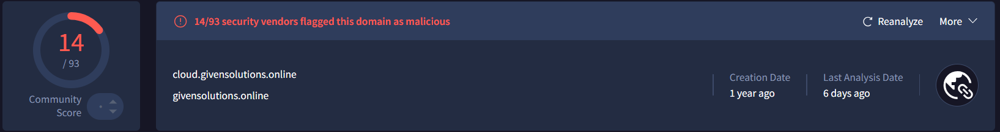 14
/ 93
Community
Score
14/93 security vendors flagged this domain as malicious
Reanalyze
More
cloud.givensolutions.online
givensolutions.online
Creation Date
1 year ago
Last Analysis Date
6 days ago